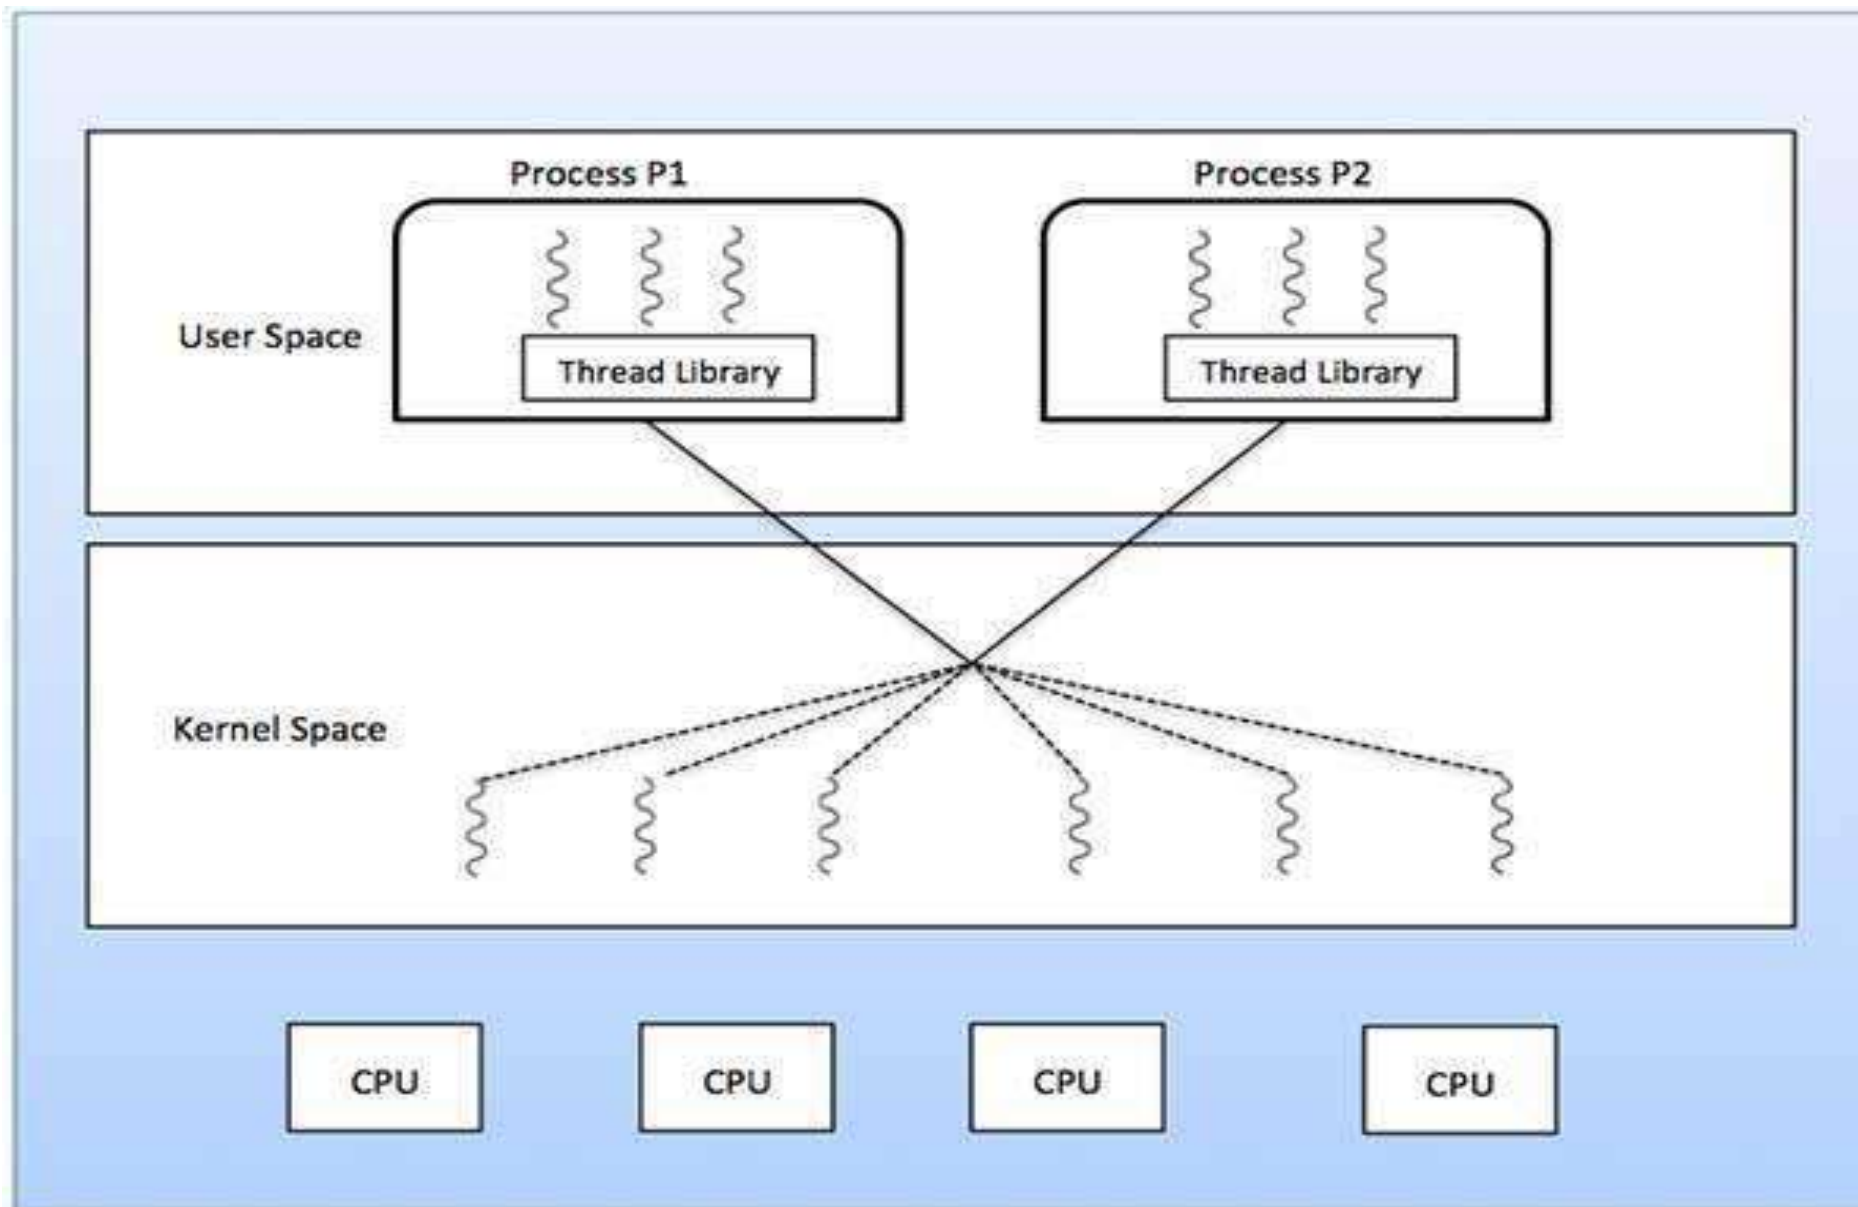 Process P1
Process P2
User Space
Thread Library
Thread Library
Kernel Space
CPU
CPU
CPU
CPU